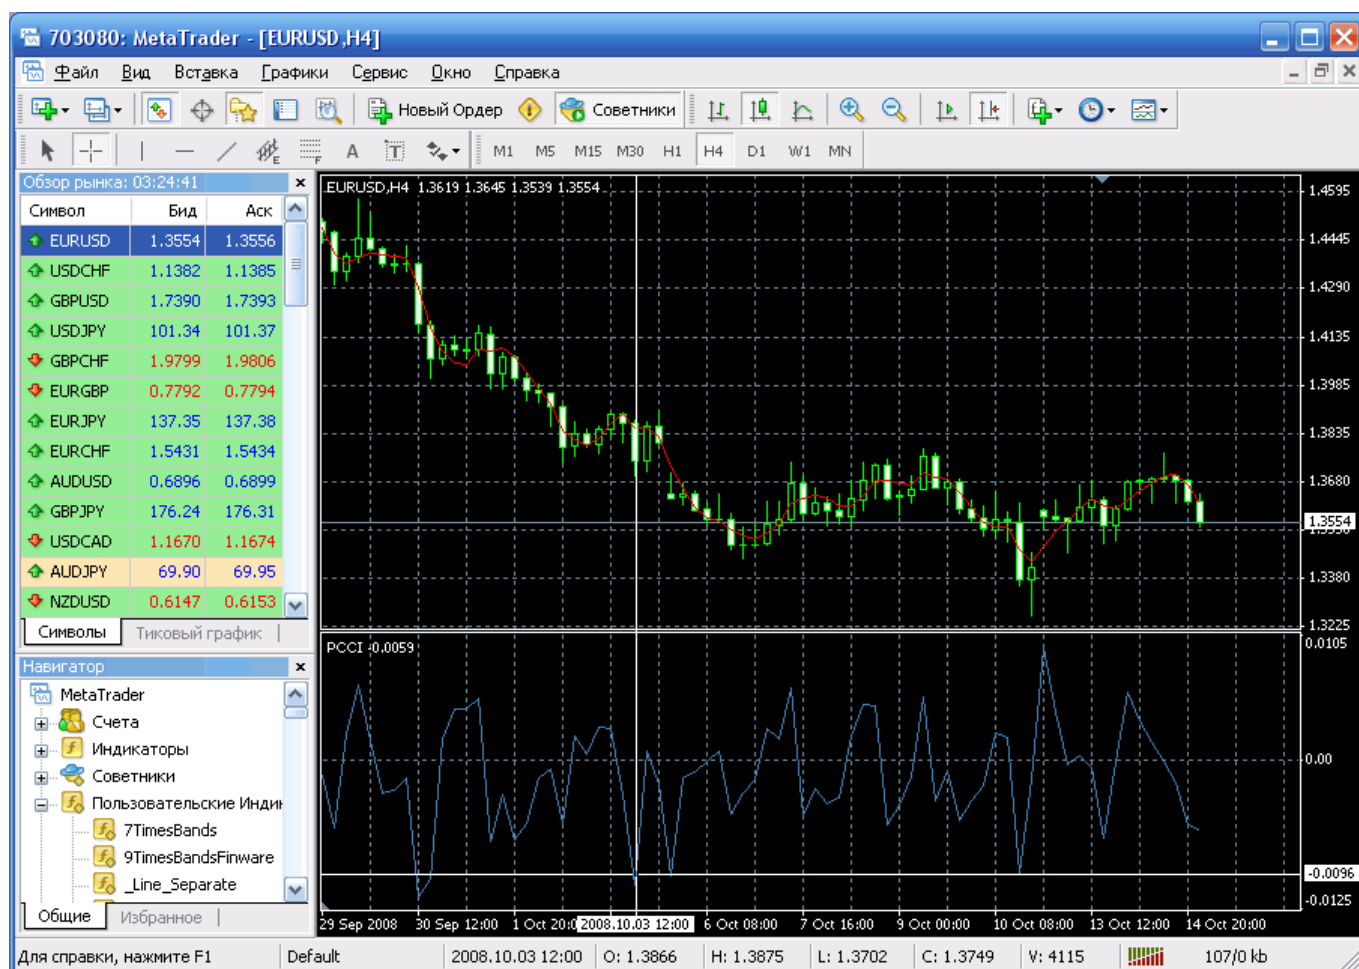 703080: MetaTrader - [EURUSD,H4]
Файл Вид Вставка Графики Сервис Окно Справка
Новый Ордер Советники
E F A T M1 M5 M15 M30 H1 H4 D1 W1 MN
Обзор рынка: 03:24:41
Символ Бид Аск
EURUSD 1.3554 1.3556
USDCHF 1.1382 1.1385
GBPUSD 1.7390 1.7393
USDJPY 101.34 101.37
GBPCHF 1.9799 1.9806
EURGBP 0.7792 0.7794
EURJPY 137.35 137.38
EURCHF 1.5431 1.5434
AUDUSD 0.6896 0.6899
GBPJPY 176.24 176.31
USDCAD 1.1670 1.1674
AUDJPY 69.90 69.95
NZDUSD 0.6147 0.6153
Символы Тиковый график
Навигатор
MetaTrader
Счета
Индикаторы
Советники
Пользовательские Инди
7TimesBands
9TimesBandsFinware
_Line_Separate
Общие Избранное
EURUSD,H4 1.3619 1.3645 1.3539 1.3554
1.4595
1.4445
1.4290
1.4135
1.3985
1.3835
1.3680
1.3554
1.3380
1.3225
PCCI -0.0059
0.0105
0.00
-0.0096
-0.0125
29 Sep 2008 30 Sep 12:00 1 Oct 20:0 2008.10.03 12:00 6 Oct 08:00 7 Oct 16:00 9 Oct 00:00 10 Oct 08:00 13 Oct 12:00 14 Oct 20:00
Для справки, нажмите F1 Default 2008.10.03 12:00 O: 1.3866 H: 1.3875 L: 1.3702 C: 1.3749 V: 4115 107/0 kb